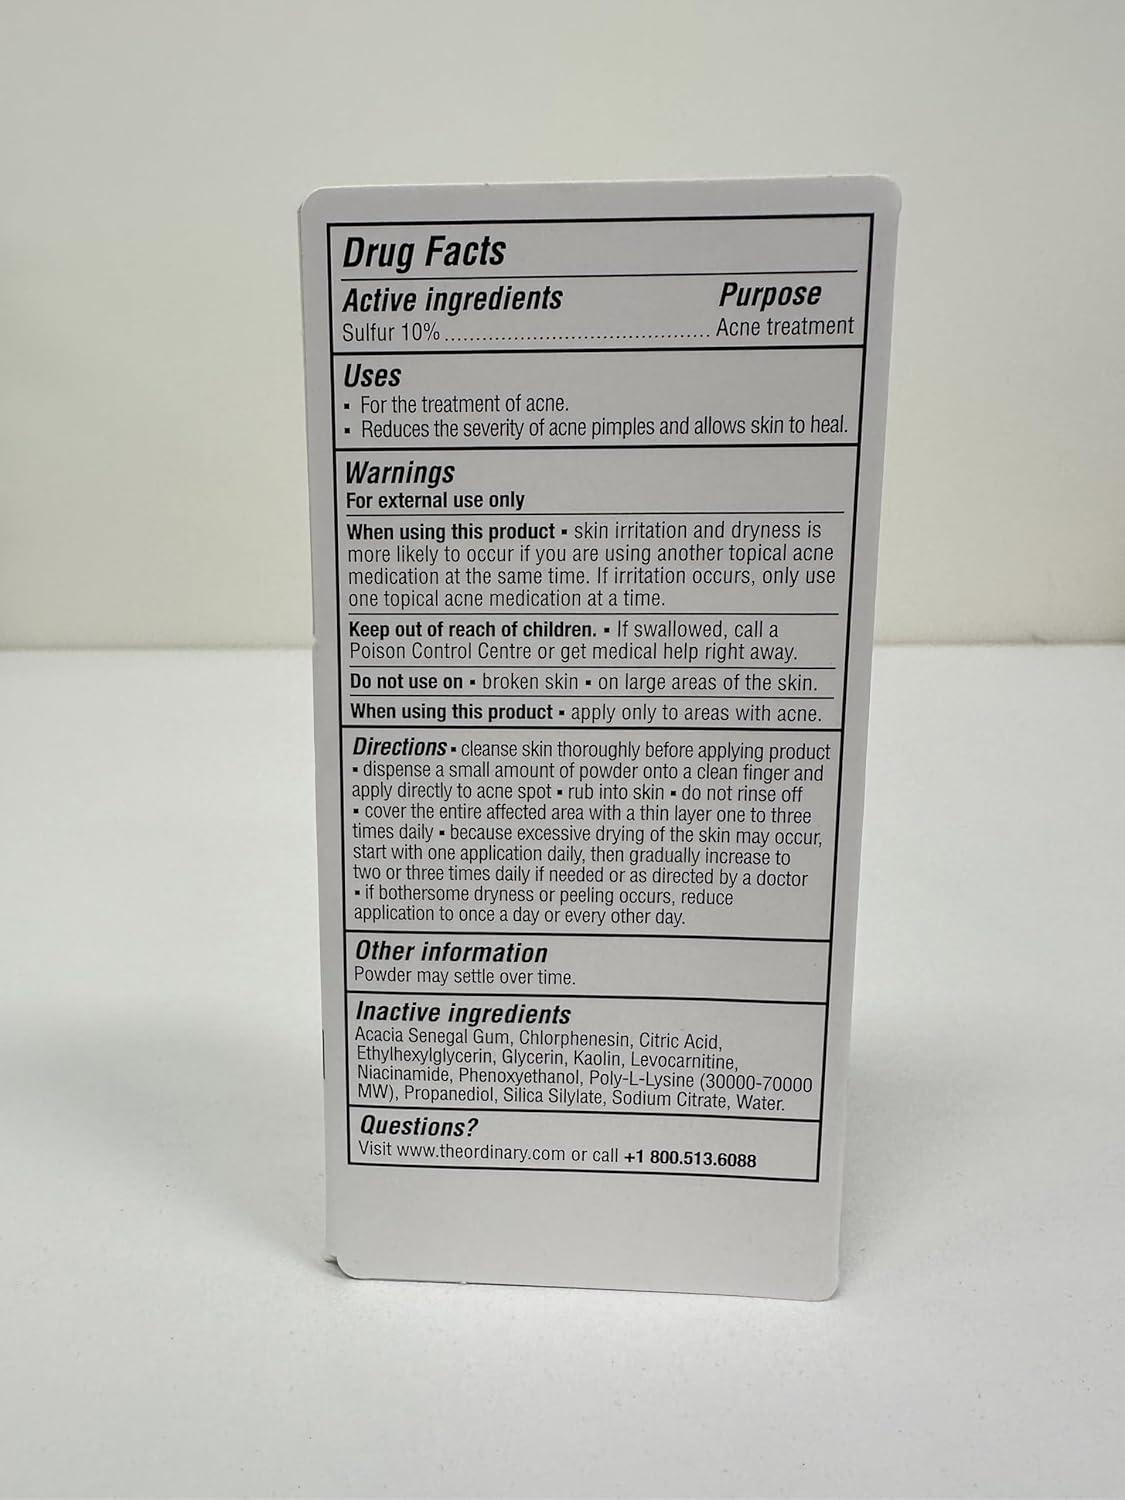 Drug Facts
Active ingredients Purpose
Sulfur 10%.......................................... Acne treatment
Uses
▪ For the treatment of acne.
▪ Reduces the severity of acne pimples and allows skin to heal.
Warnings
For external use only
When using this product ▪ skin irritation and dryness is
more likely to occur if you are using another topical acne
medication at the same time. If irritation occurs, only use
one topical acne medication at a time.
Keep out of reach of children. ▪ If swallowed, call a
Poison Control Centre or get medical help right away.
Do not use on ▪ broken skin ▪ on large areas of the skin.
When using this product ▪ apply only to areas with acne.
Directions ▪ cleanse skin thoroughly before applying product
▪ dispense a small amount of powder onto a clean finger and
apply directly to acne spot ▪ rub into skin ▪ do not rinse off
▪ cover the entire affected area with a thin layer one to three
times daily ▪ because excessive drying of the skin may occur,
start with one application daily, then gradually increase to
two or three times daily if needed or as directed by a doctor
▪ if bothersome dryness or peeling occurs, reduce
application to once a day or every other day.
Other information
Powder may settle over time.
Inactive ingredients
Acacia Senegal Gum, Chlorphenesin, Citric Acid,
Ethylhexylglycerin, Glycerin, Kaolin, Levocarnitine,
Niacinamide, Phenoxyethanol, Poly-L-Lysine (30000-70000
MW), Propanediol, Silica Silylate, Sodium Citrate, Water.
Questions?
Visit www.theordinary.com or call +1 800.513.6088